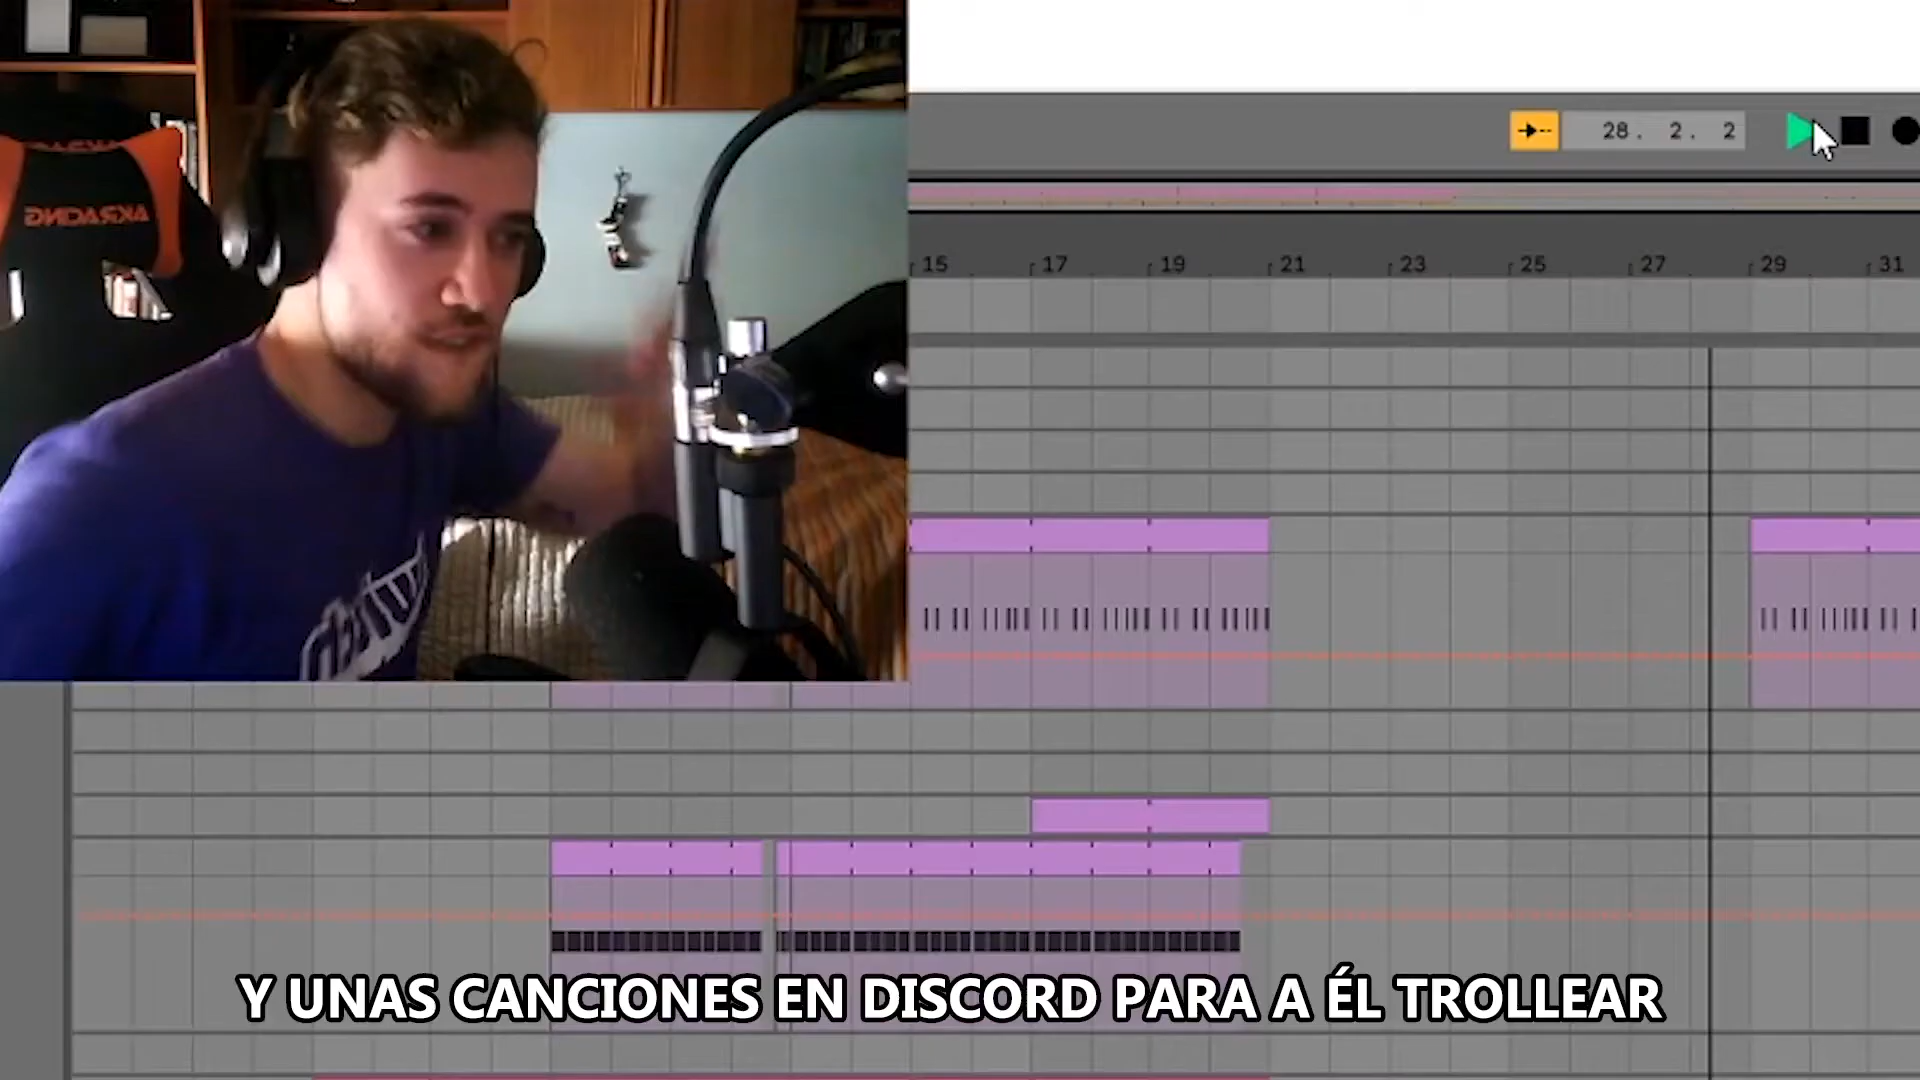 AKRACING
28. 2. 2
15 17 19 21 23 25 27 29 31
Y UNAS CANCIONES EN DISCORD PARA A ÉL TROLLEAR